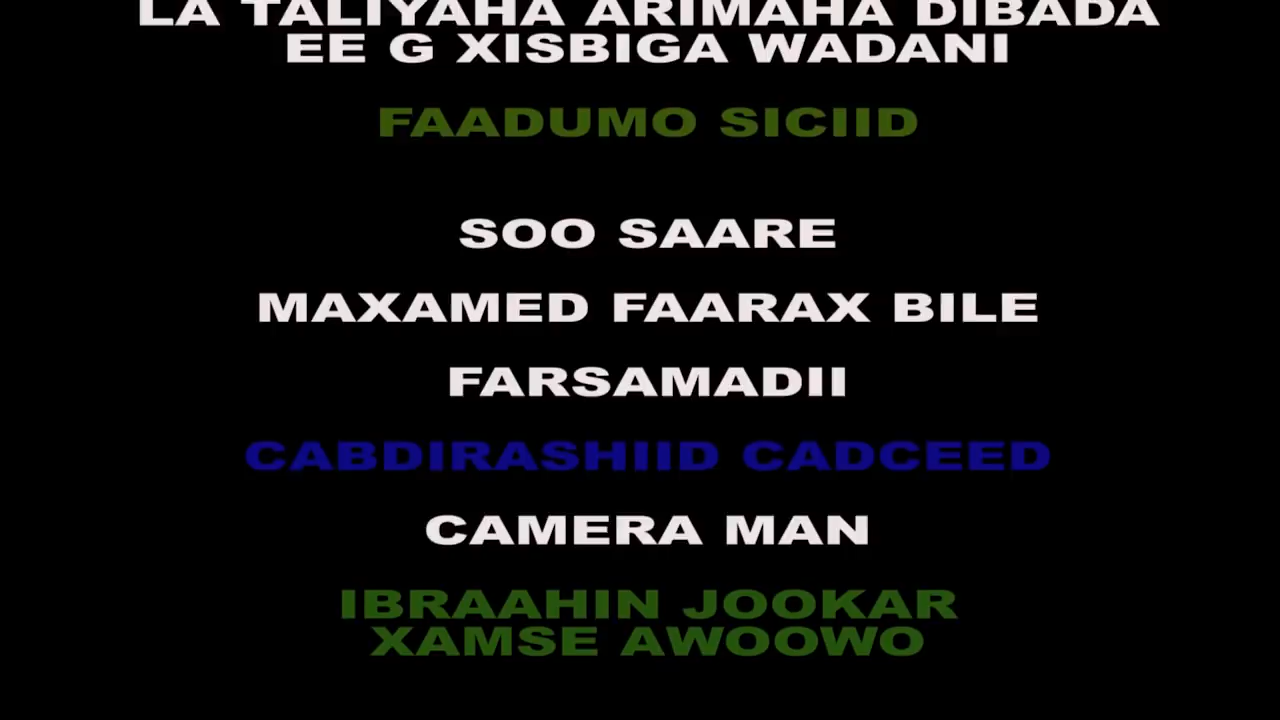 LA TALIYAHA ARIMAHA DIBADA
EE G XISBIGA WADANI
FAADUMO SICIID
SOO SAARE
MAXAMED FAARAX BILE
FARSAMADII
CABDIRASHIID CADCEED
CAMERA MAN
IBRAAHIN JOOKAR
XAMSE AWOOWO